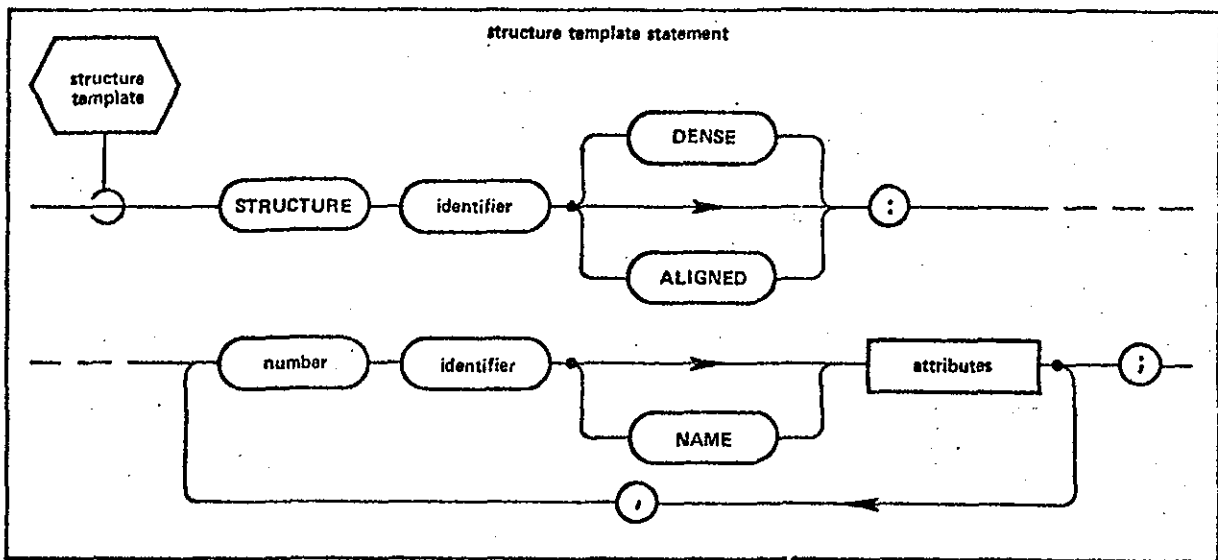 structure template statement
structure
template
DENSE
STRUCTURE identifier :
ALIGNED
number identifier attributes ;
NAME
,